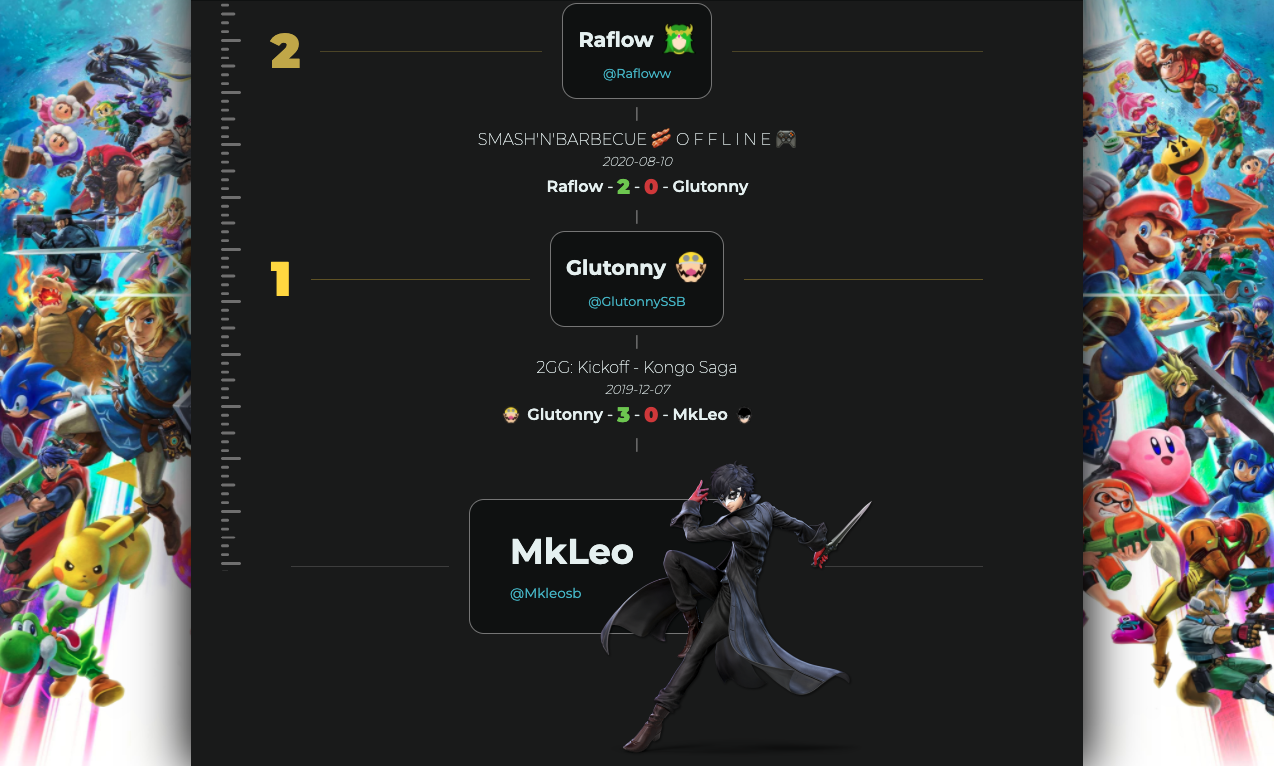 2
Raflow
@Rafloww
SMASH'N'BARBECUE 🥓 O F F L I N E 🎮
2020-08-10
Raflow - 2 - 0 - Glutonny
1
Glutonny
@GlutonnySSB
2GG: Kickoff - Kongo Saga
2019-12-07
Glutonny - 3 - 0 - MkLeo
MkLeo
@Mkleosb